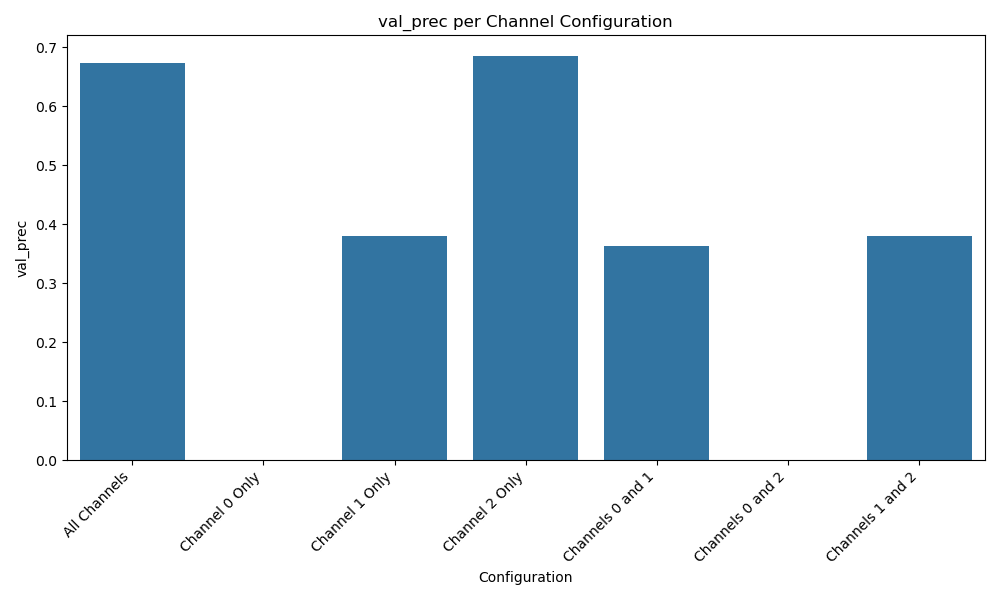 val_prec per Channel Configuration
0.7
0.6
0.5
0.4
0.3
0.2
0.1
0.0
val_prec
All Channels
Channel 0 Only
Channel 1 Only
Channel 2 Only
Channels 0 and 1
Channels 0 and 2
Channels 1 and 2
Configuration